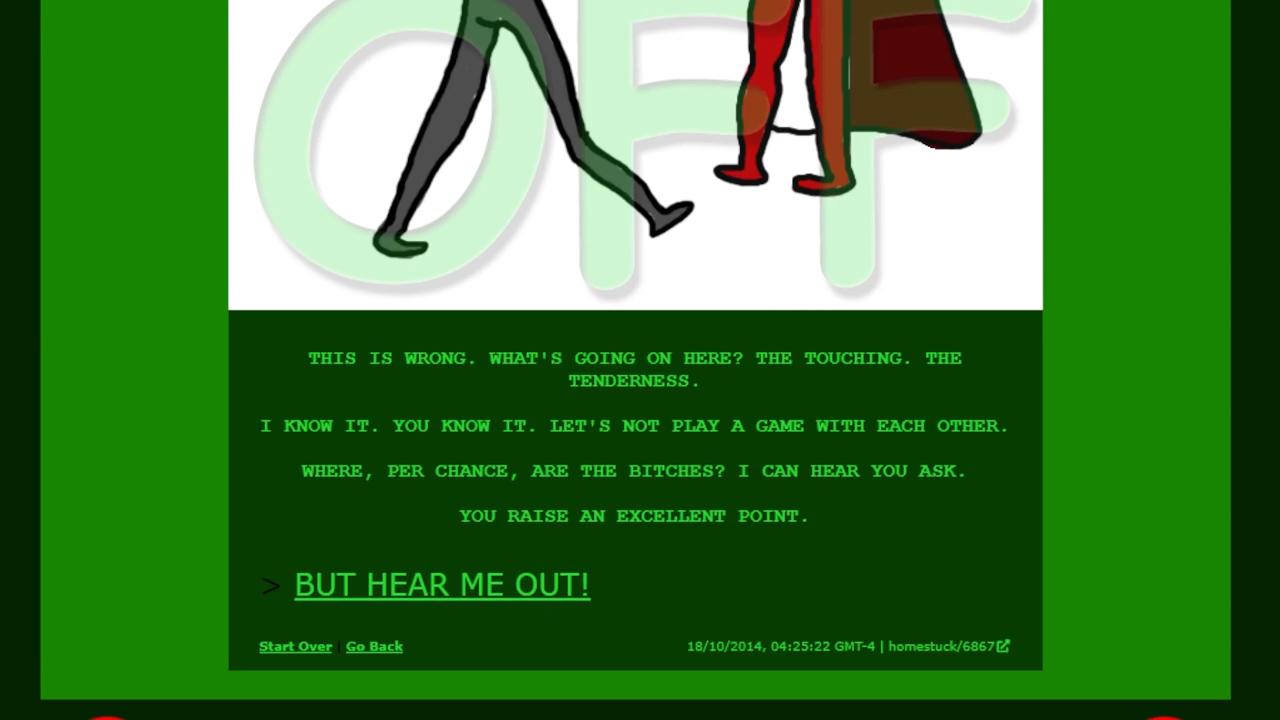 OFF
THIS IS WRONG. WHAT'S GOING ON HERE? THE TOUCHING. THE
TENDERNESS.
I KNOW IT. YOU KNOW IT. LET'S NOT PLAY A GAME WITH EACH OTHER.
WHERE, PER CHANCE, ARE THE BITCHES? I CAN HEAR YOU ASK.
YOU RAISE AN EXCELLENT POINT.
> BUT HEAR ME OUT!
Start Over | Go Back 18/10/2014, 04:25:22 GMT-4 | homestuck/6867